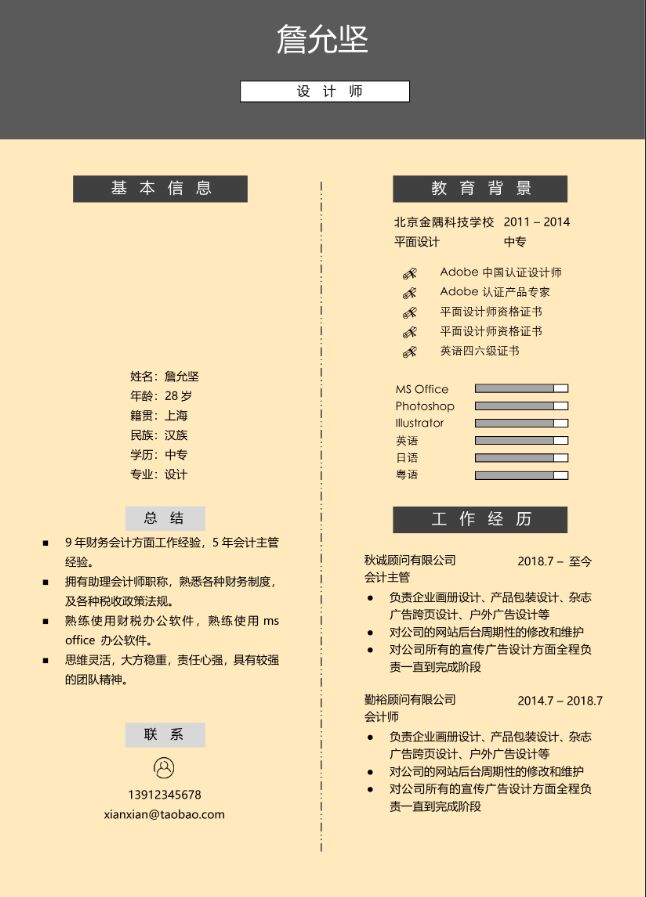 詹允坚
设 计 师
基 本 信 息
姓名：詹允坚
年龄：28 岁
籍贯：上海
民族：汉族
学历：中专
专业：设计
总 结
■ 9 年财务会计方面工作经验，5 年会计主管
经验。
■ 拥有助理会计师职称，熟悉各种财务制度，
及各种税收政策法规。
■ 熟练使用财税办公软件，熟练使用 ms
office 办公软件。
■ 思维灵活，大方稳重，责任心强，具有较强
的团队精神。
联 系
13912345678
xianxian@taobao.com
教 育 背 景
北京金隅科技学校 2011 – 2014
平面设计 中专
Adobe 中国认证设计师
Adobe 认证产品专家
平面设计师资格证书
平面设计师资格证书
英语四六级证书
MS Office
Photoshop
Illustrator
英语
日语
粤语
工 作 经 历
秋诚顾问有限公司 2018.7 – 至今
会计主管
● 负责企业画册设计、产品包装设计、杂志
广告跨页设计、户外广告设计等
● 对公司的网站后台周期性的修改和维护
● 对公司所有的宣传广告设计方面全程负
责一直到完成阶段
勤裕顾问有限公司 2014.7 – 2018.7
会计师
● 负责企业画册设计、产品包装设计、杂志
广告跨页设计、户外广告设计等
● 对公司的网站后台周期性的修改和维护
● 对公司所有的宣传广告设计方面全程负
责一直到完成阶段